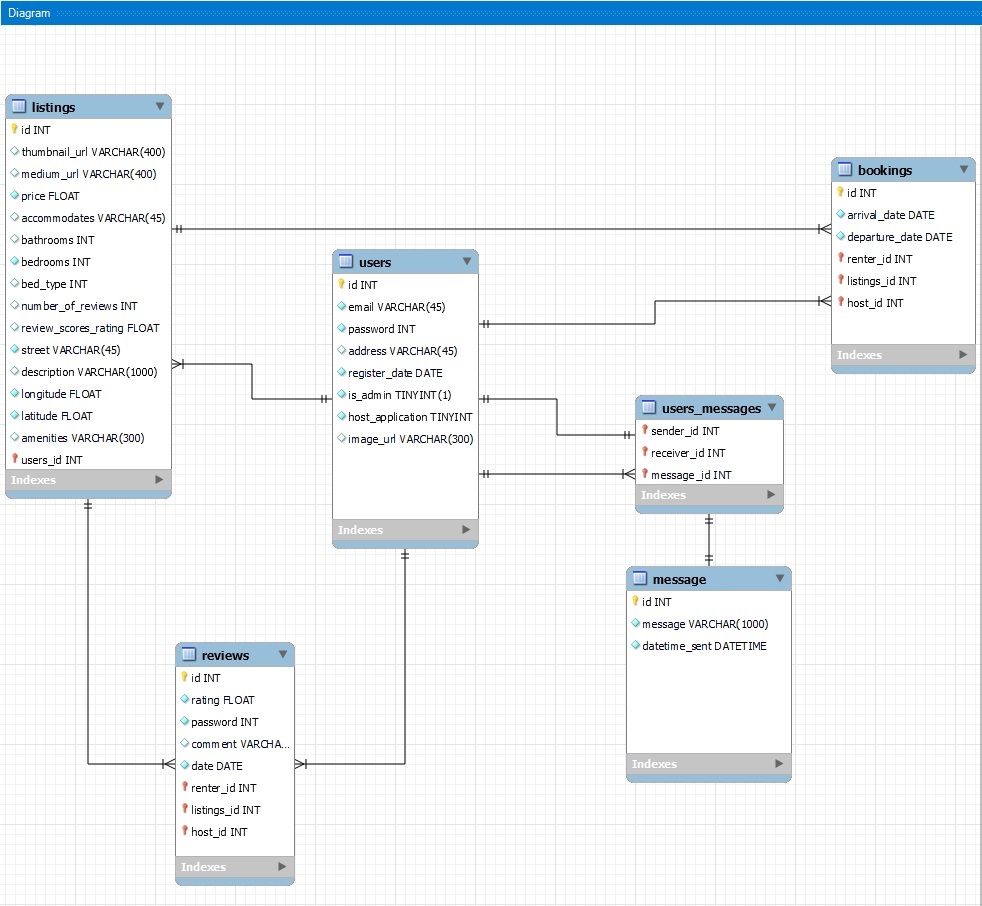 Diagram
listings
id INT
thumbnail_url VARCHAR(400)
medium_url VARCHAR(400)
price FLOAT
accommodates VARCHAR(45)
bathrooms INT
bedrooms INT
bed_type INT
number_of_reviews INT
review_scores_rating FLOAT
street VARCHAR(45)
description VARCHAR(1000)
longitude FLOAT
latitude FLOAT
amenities VARCHAR(300)
users_id INT
Indexes
users
id INT
email VARCHAR(45)
password INT
address VARCHAR(45)
register_date DATE
is_admin TINYINT(1)
host_application TINYINT
image_url VARCHAR(300)
Indexes
bookings
id INT
arrival_date DATE
departure_date DATE
renter_id INT
listings_id INT
host_id INT
Indexes
users_messages
sender_id INT
receiver_id INT
message_id INT
Indexes
message
id INT
message VARCHAR(1000)
datetime_sent DATETIME
Indexes
reviews
id INT
rating FLOAT
password INT
comment VARCHA...
date DATE
renter_id INT
listings_id INT
host_id INT
Indexes